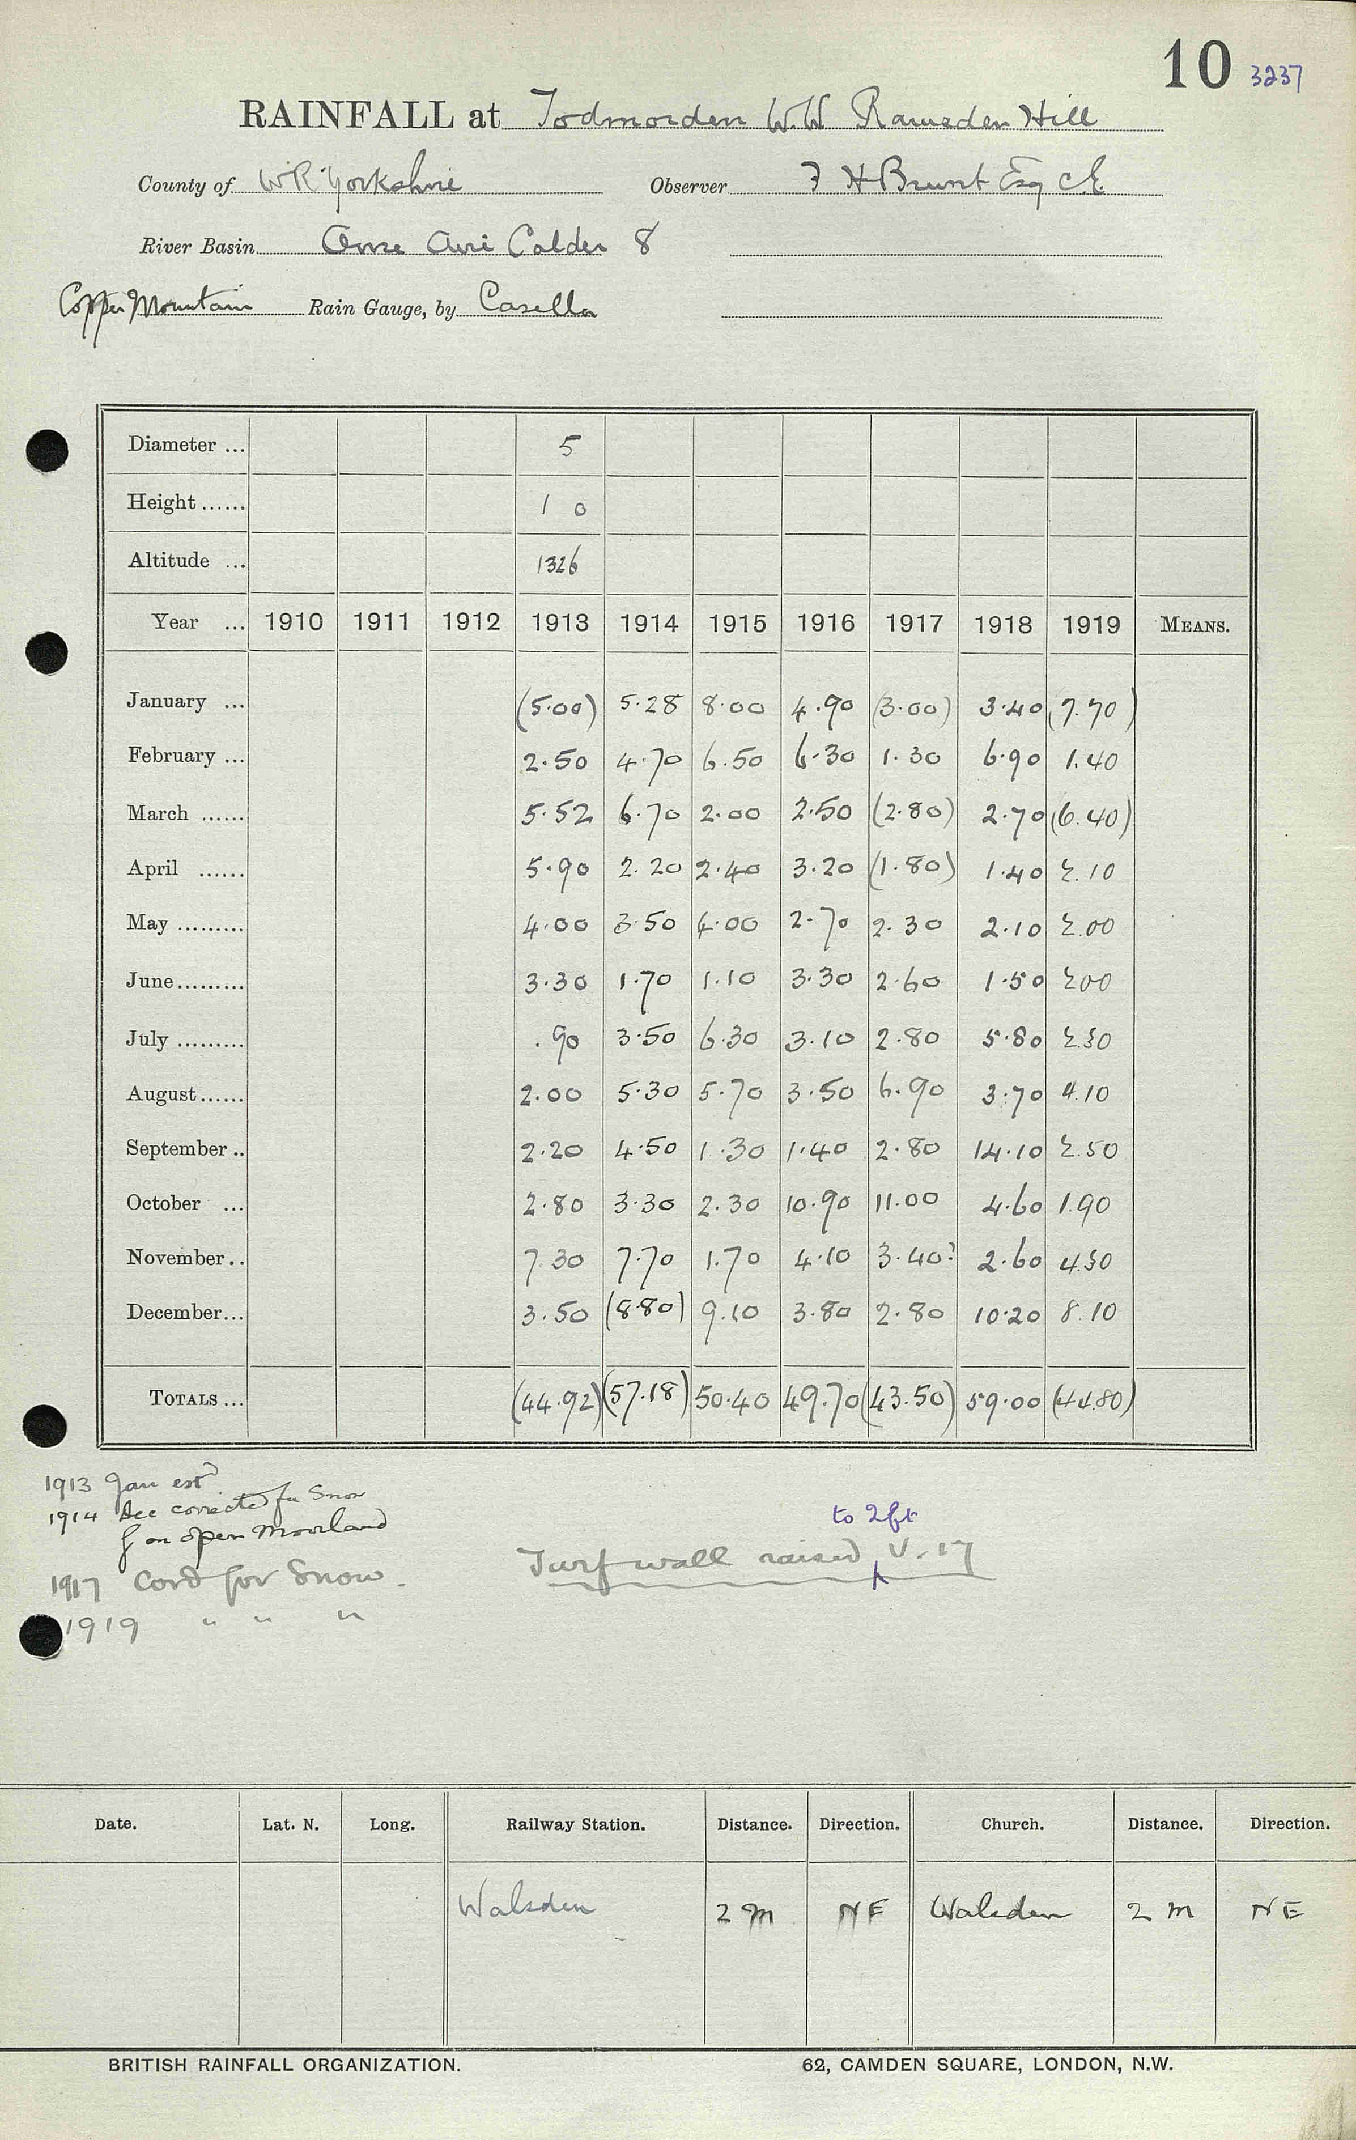 10 3237
RAINFALL at Todmorden W.W Ramsden Hill
County of WR Yorkshire Observer F H Brunt Esq C.E.
River Basin Ouse Aire Calder 8
Copper Mountain Rain Gauge, by Casella
Diameter ... 5
Height ...... 1 0
Altitude ... 1326
Year ... 1910 1911 1912 1913 1914 1915 1916 1917 1918 1919 MEANS.
January ... (5.00) 5.28 8.00 4.90 (3.00) 3.40 (7.70)
February ... 2.50 4.70 6.50 6.30 1.30 6.90 1.40
March ...... 5.52 6.70 2.00 2.50 (2.80) 2.70 (6.40)
April ...... 5.90 2.20 2.40 3.20 (1.80) 1.40 2.10
May ......... 4.00 3.50 4.00 2.70 2.30 2.10 2.00
June ......... 3.30 1.70 1.10 3.30 2.60 1.50 2.00
July ......... .90 3.50 6.30 3.10 2.80 5.80 2.30
August ...... 2.00 5.30 5.70 3.50 6.90 3.70 4.10
September .. 2.20 4.50 1.30 1.40 2.80 14.10 2.50
October ... 2.80 3.30 2.30 10.90 11.00 4.60 1.90
November .. 7.30 7.70 1.70 4.10 3.40? 2.60 4.30
December ... 3.50 (8.80) 9.10 3.80 2.80 10.20 8.10
TOTALS ... (44.92) (57.18) 50.40 49.70 (43.50) 59.00 (44.80)
1913 Jan estd
1914 Dec corrected for Snow
& on open Moorland
to 2ft
Turf wall raised V.17
1917 Cord for Snow.
1919 " " "
Date. Lat. N. Long. Railway Station. Distance. Direction. Church. Distance. Direction.
Walsden 2 m NE Walsden 2 m NE
BRITISH RAINFALL ORGANIZATION. 62, CAMDEN SQUARE, LONDON, N.W.